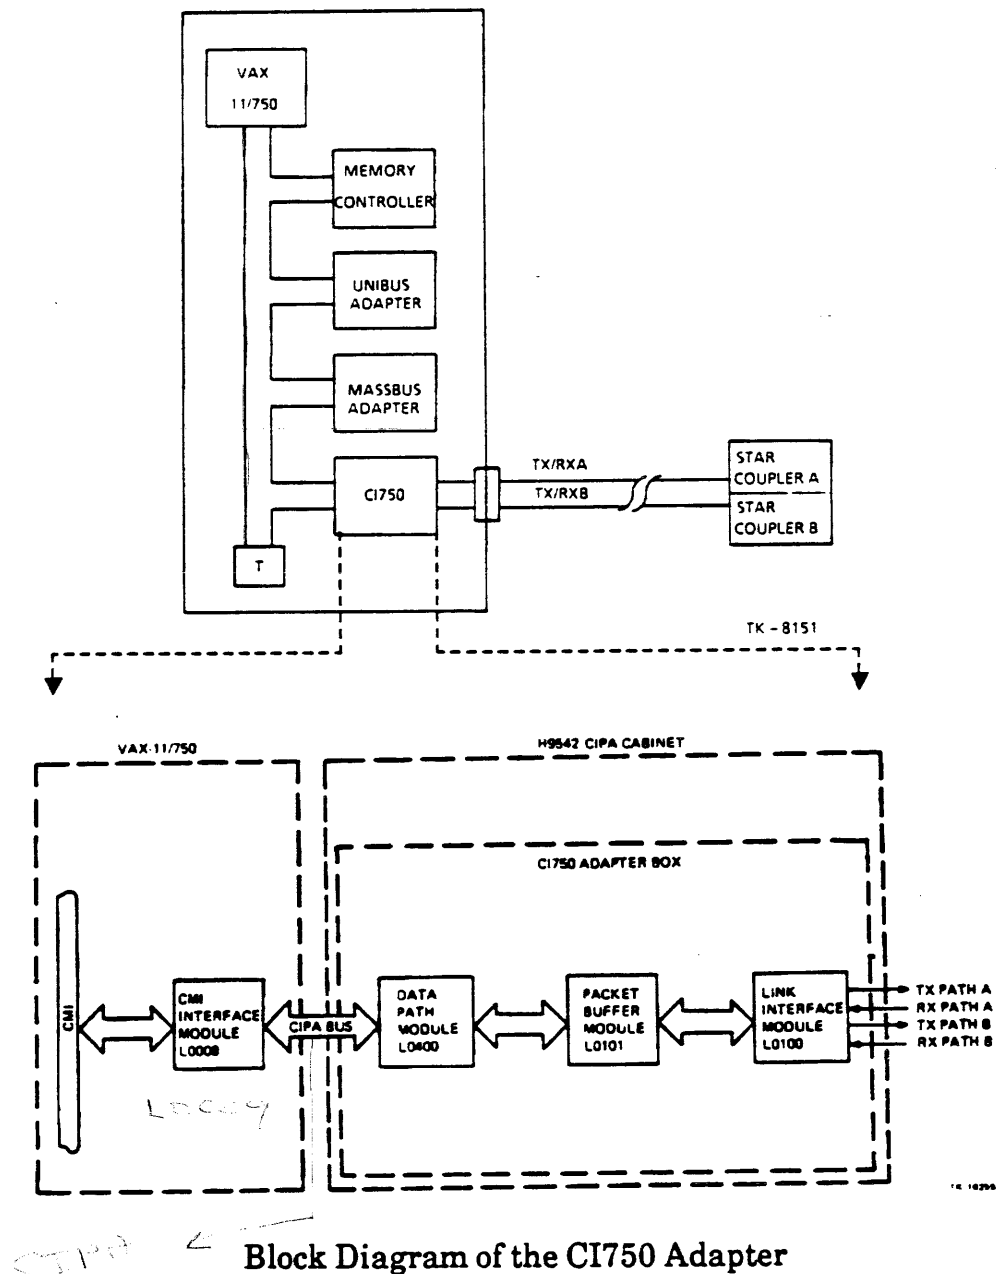 VAX
11/750
MEMORY
CONTROLLER
UNIBUS
ADAPTER
MASSBUS
ADAPTER
CI750
T
TX/RXA
TX/RXB
STAR
COUPLER A
STAR
COUPLER B
TK - 8151
VAX-11/750
H9542 CIPA CABINET
CI750 ADAPTER BOX
CMI
CMI
INTERFACE
MODULE
L0008
CIPA BUS
DATA
PATH
MODULE
L0400
PACKET
BUFFER
MODULE
L0101
LINK
INTERFACE
MODULE
L0100
TX PATH A
RX PATH A
TX PATH B
RX PATH B
Block Diagram of the CI750 Adapter